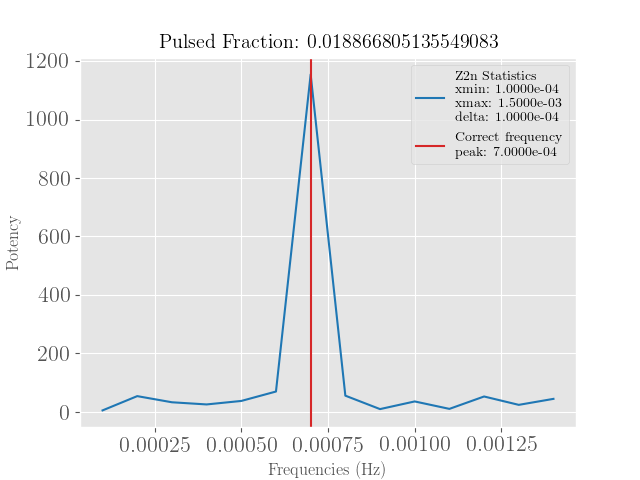 Pulsed Fraction: 0.018866805135549083
1200
1000
800
600
400
200
0
Potency
Z2n Statistics
xmin: 1.0000e-04
xmax: 1.5000e-03
delta: 1.0000e-04
Correct frequency
peak: 7.0000e-04
0.00025 0.00050 0.00075 0.00100 0.00125
Frequencies (Hz)